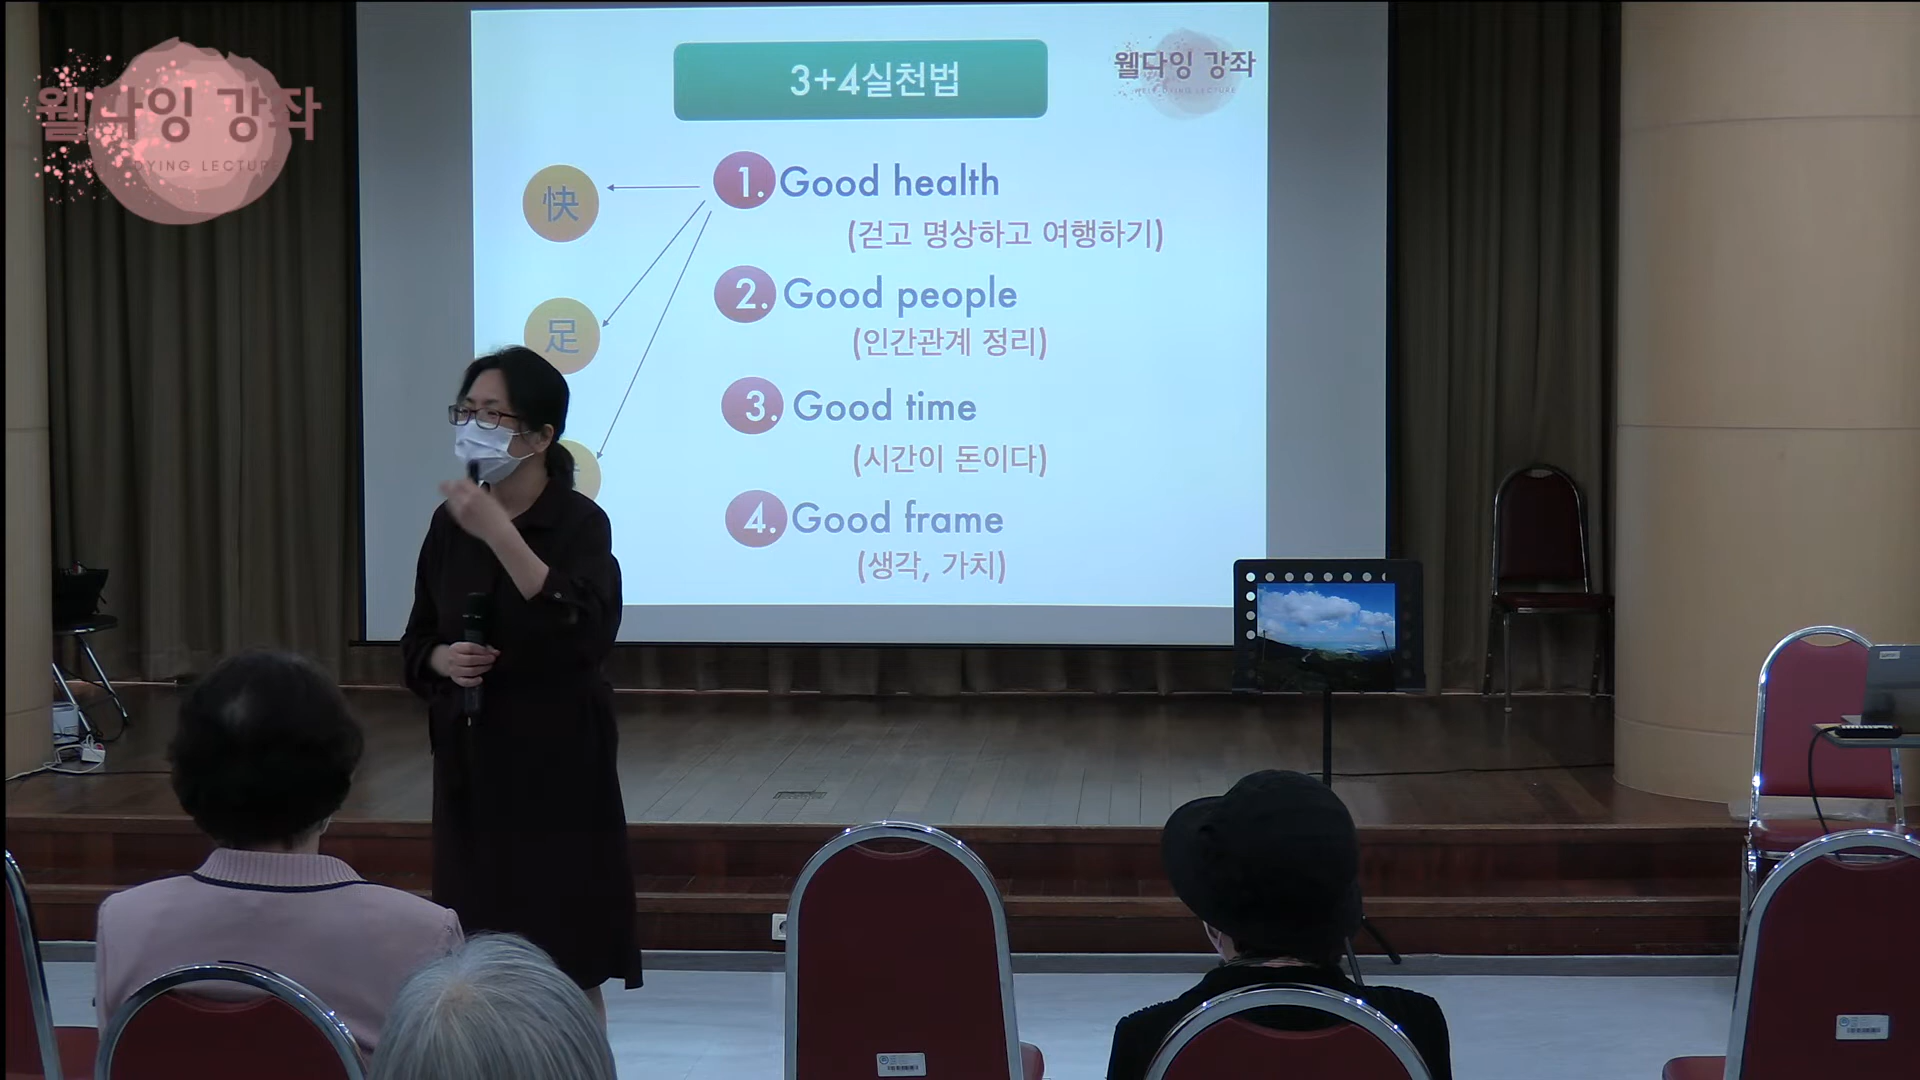 웰다잉 강좌
DYING LECTURE
3+4실천법
웰다잉 강좌
WELL-DYING LECTURE
快
足
1. Good health
(걷고 명상하고 여행하기)
2. Good people
(인간관계 정리)
3. Good time
(시간이 돈이다)
4. Good frame
(생각, 가치)